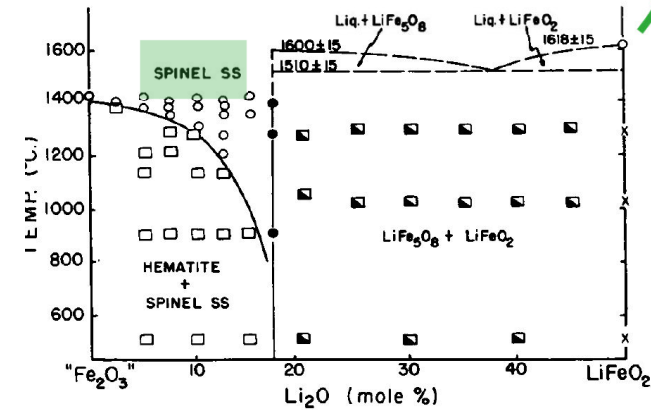 Liq.+LiFe5O8
Liq.+LiFeO2
1600
1600±15
1618±15
1510±15
SPINEL SS
1400
1200
1000
LiFe5O8 + LiFeO2
800
HEMATITE
+
SPINEL SS
600
TEMP. (°C.)
"Fe2O3"
10
20
30
40
LiFeO2
Li2O (mole %)